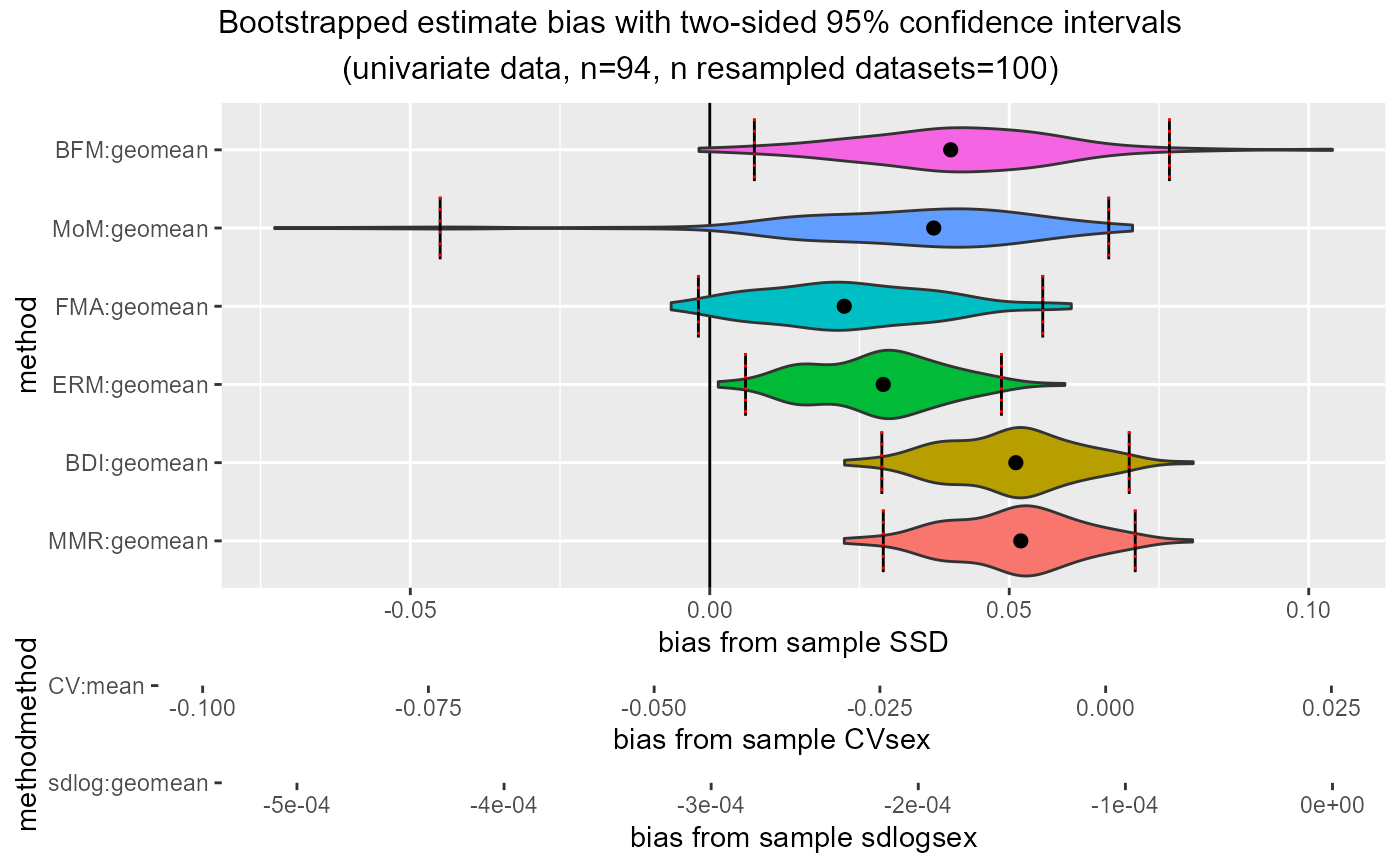 Bootstrapped estimate bias with two-sided 95% confidence intervals
(univariate data, n=94, n resampled datasets=100)
method
BFM:geomean
MoM:geomean
FMA:geomean
ERM:geomean
BDI:geomean
MMR:geomean
-0.05 0.00 0.05 0.10
bias from sample SSD
method
CV:mean
-0.100 -0.075 -0.050 -0.025 0.000 0.025
bias from sample CVsex
method
sdlog:geomean
-5e-04 -4e-04 -3e-04 -2e-04 -1e-04 0e+00
bias from sample sdlogsex